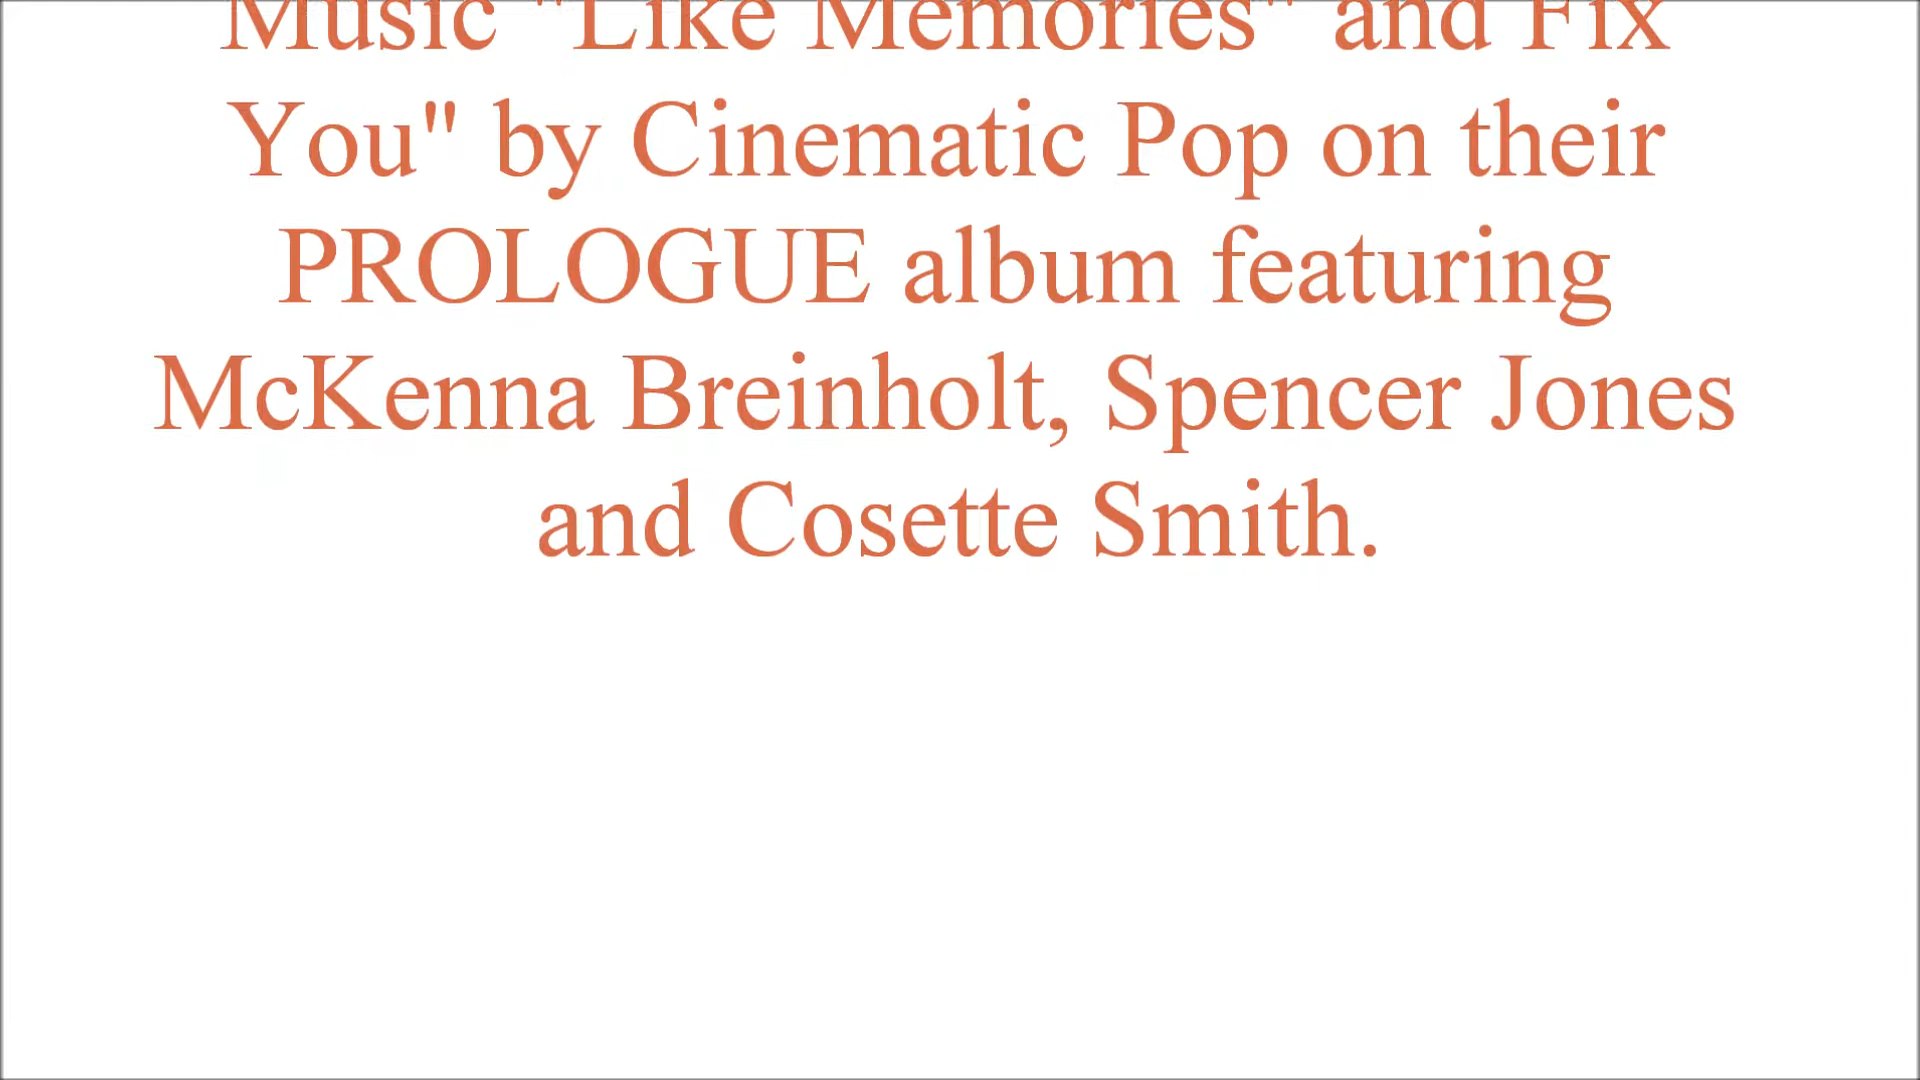 Music "Like Memories" and Fix
You" by Cinematic Pop on their
PROLOGUE album featuring
McKenna Breinholt, Spencer Jones
and Cosette Smith.